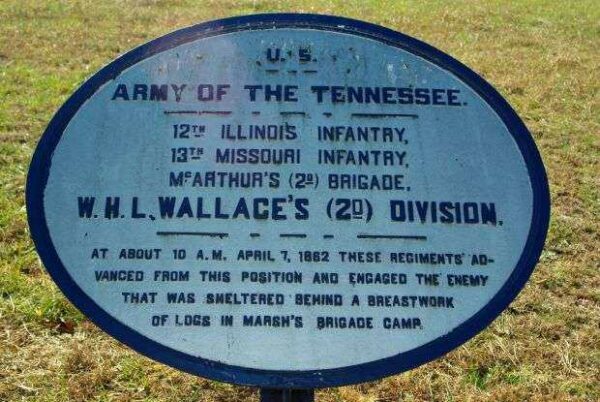 U. S.
ARMY OF THE TENNESSEE.
12TH ILLINOIS INFANTRY,
13TH MISSOURI INFANTRY,
McARTHUR'S (2D) BRIGADE,
W.H.L. WALLACE'S (2D) DIVISION.
AT ABOUT 10 A.M. APRIL 7, 1862 THESE REGIMENTS AD-
VANCED FROM THIS POSITION AND ENGAGED THE ENEMY
THAT WAS SHELTERED BEHIND A BREASTWORK
OF LOGS IN MARSH'S BRIGADE CAMP.